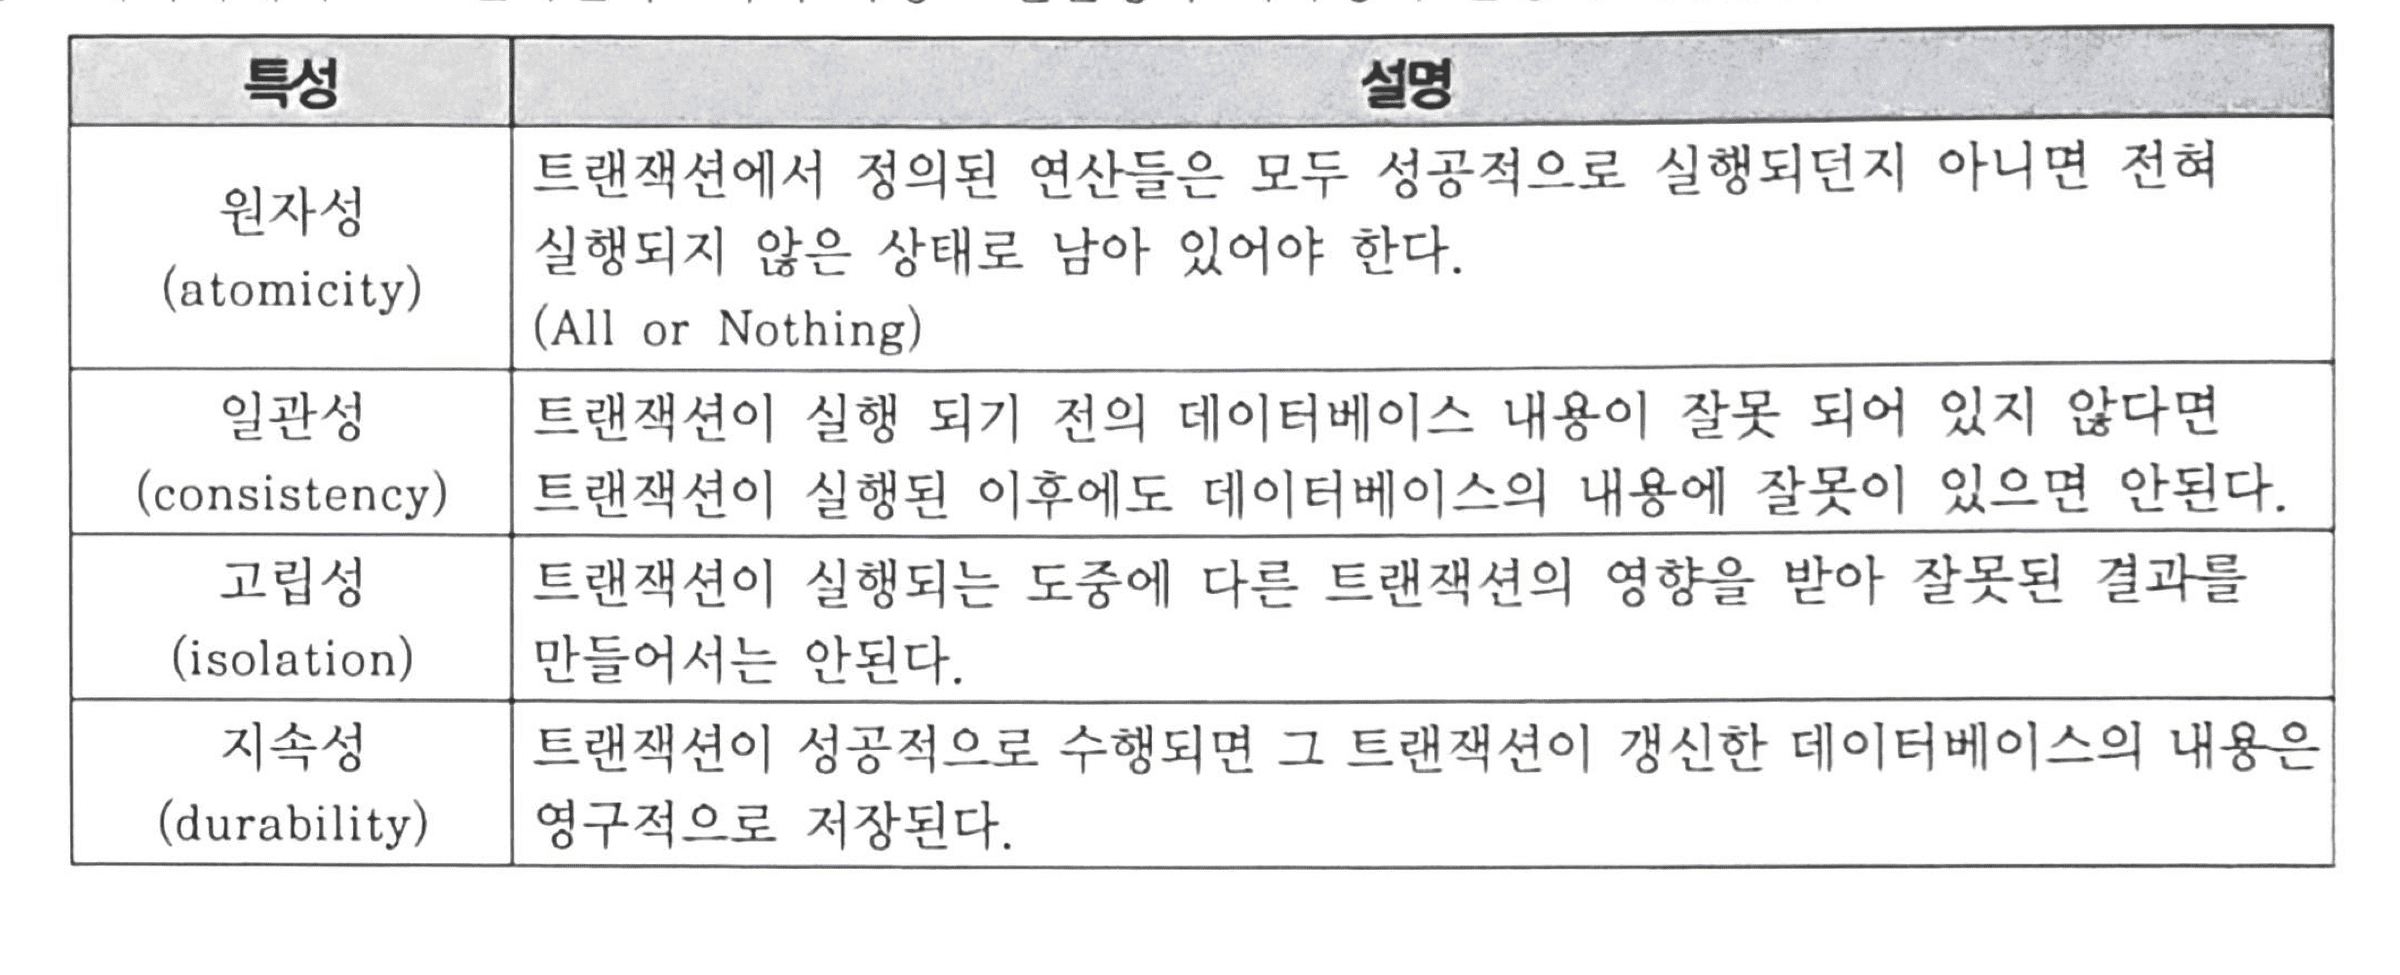 특성
설명
원자성
(atomicity)
트랜잭션에서 정의된 연산들은 모두 성공적으로 실행되던지 아니면 전혀
실행되지 않은 상태로 남아 있어야 한다.
(All or Nothing)
일관성
(consistency)
트랜잭션이 실행 되기 전의 데이터베이스 내용이 잘못 되어 있지 않다면
트랜잭션이 실행된 이후에도 데이터베이스의 내용에 잘못이 있으면 안된다.
고립성
(isolation)
트랜잭션이 실행되는 도중에 다른 트랜잭션의 영향을 받아 잘못된 결과를
만들어서는 안된다.
지속성
(durability)
트랜잭션이 성공적으로 수행되면 그 트랜잭션이 갱신한 데이터베이스의 내용은
영구적으로 저장된다.